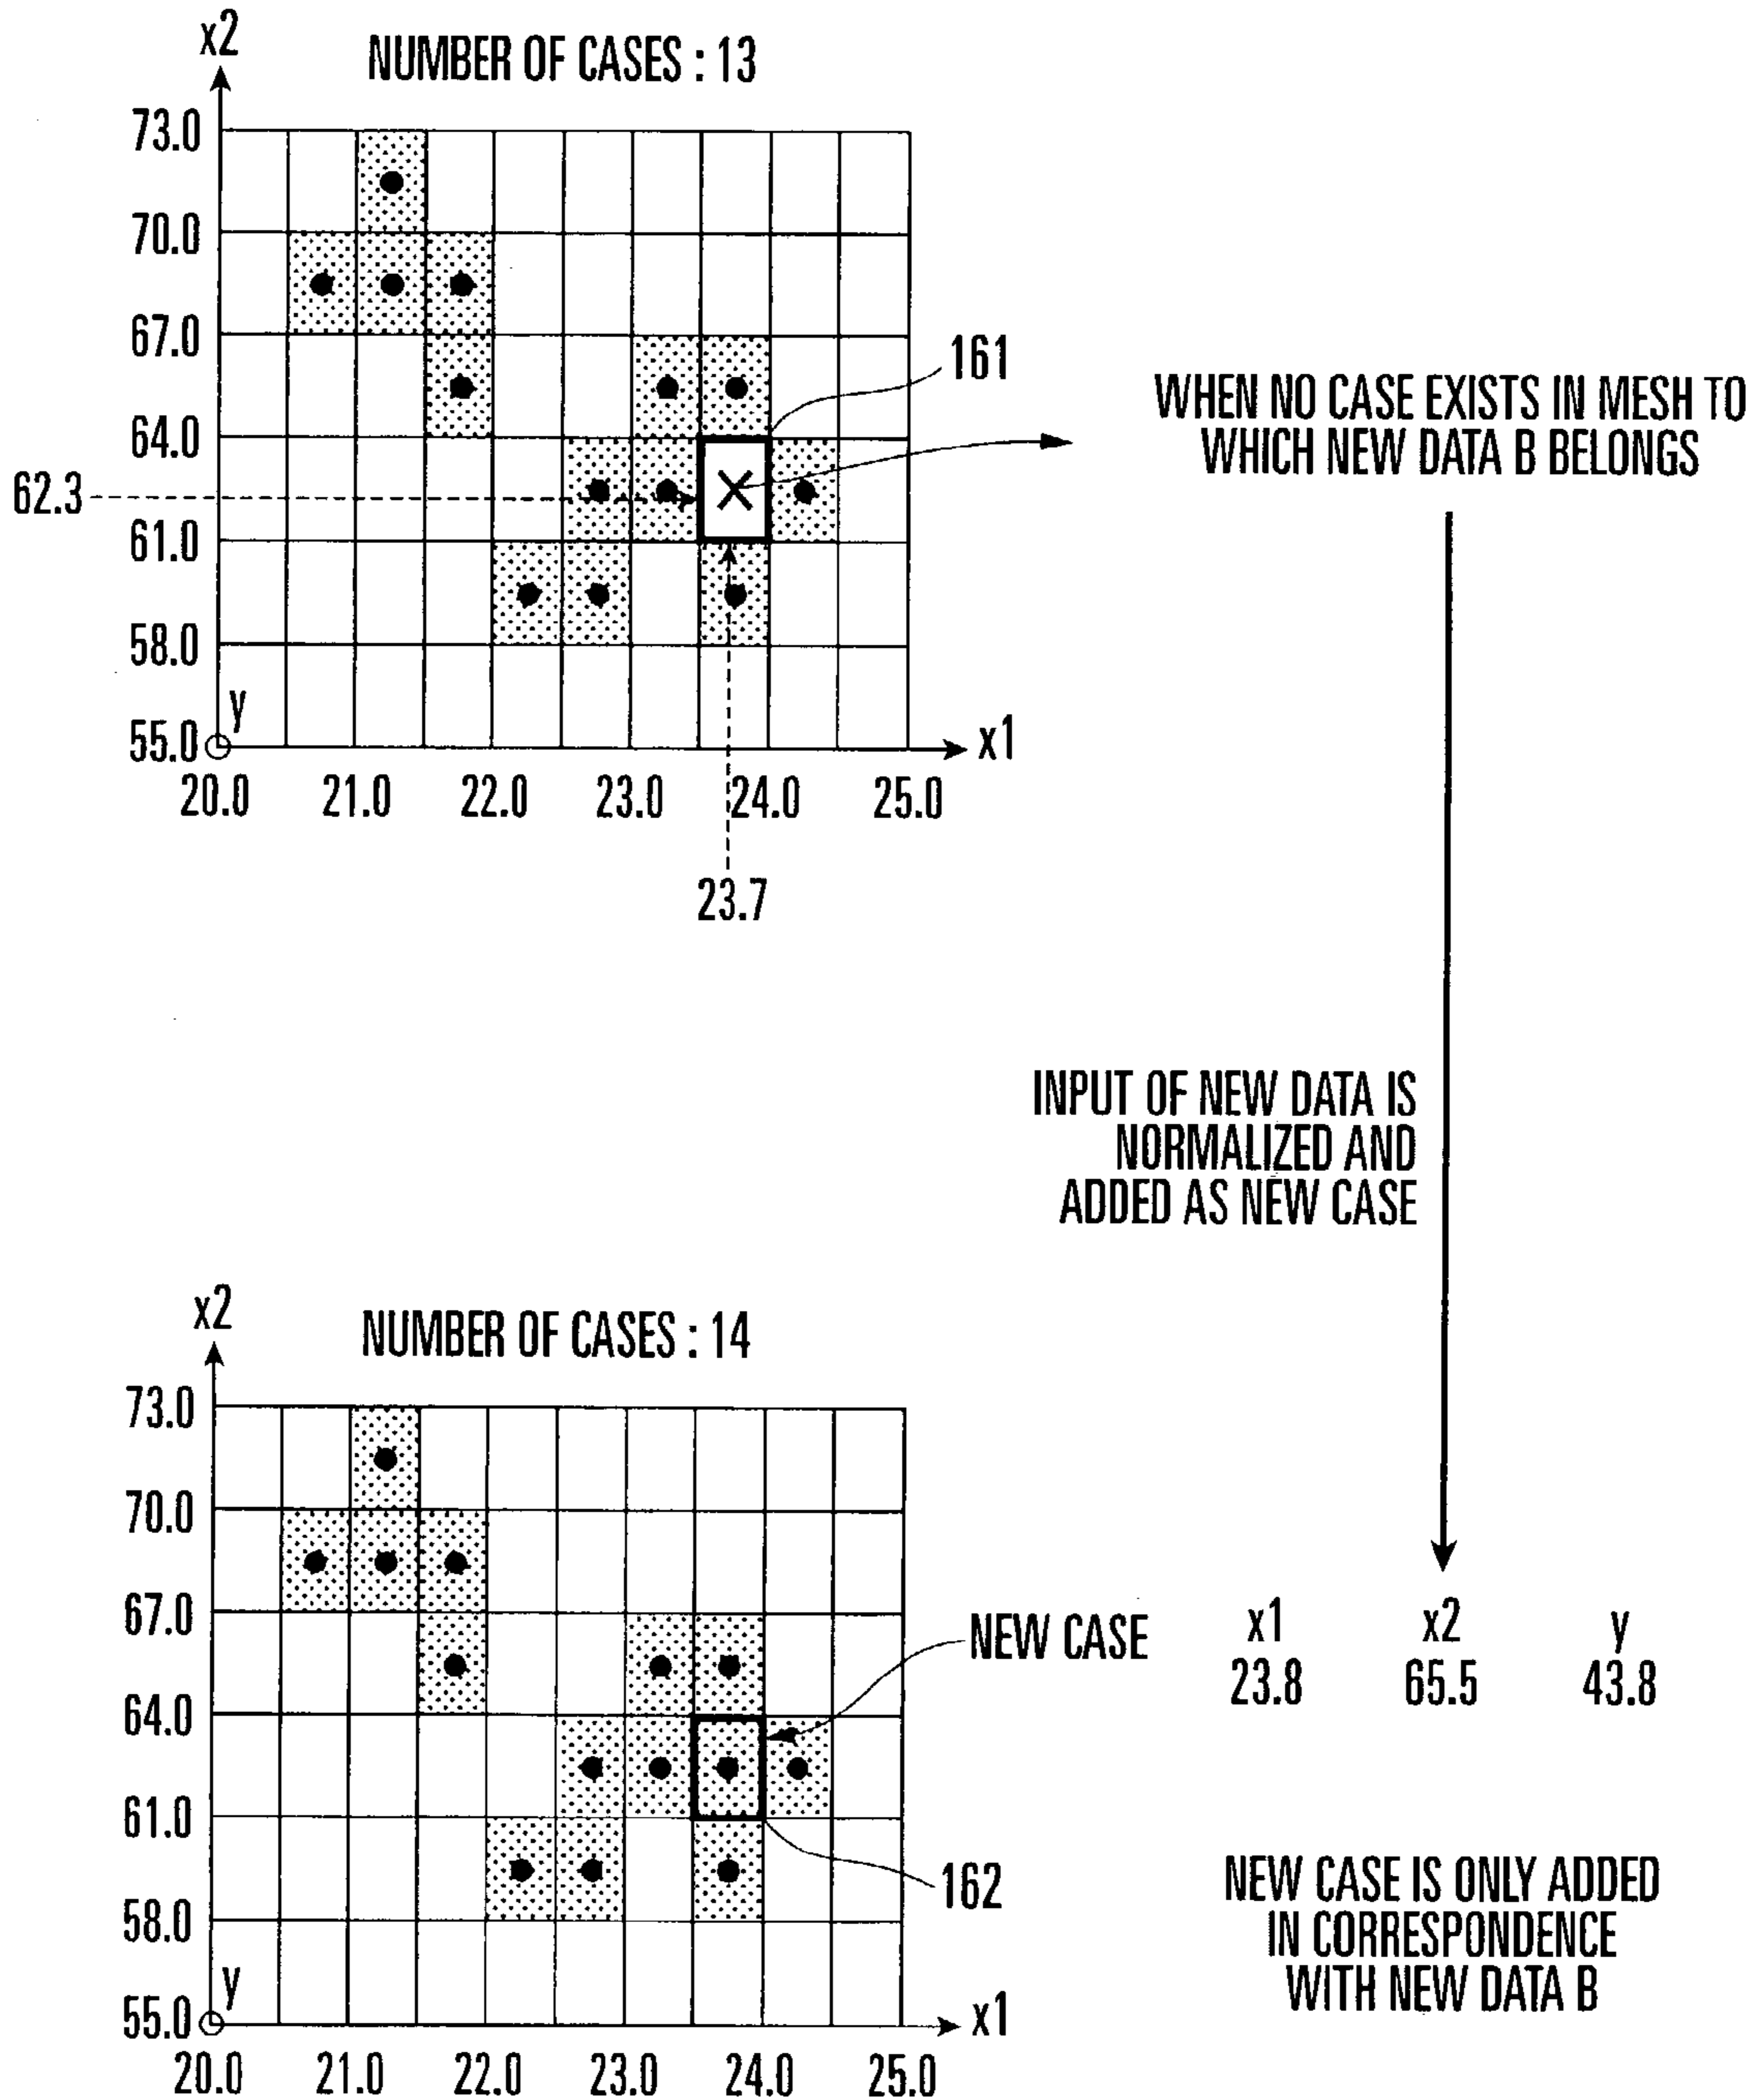 x2
NUMBER OF CASES : 13
73.0
70.0
67.0
64.0
61.0
58.0
55.0
62.3
161
y
x1
20.0 21.0 22.0 23.0 24.0 25.0
23.7
WHEN NO CASE EXISTS IN MESH TO
WHICH NEW DATA B BELONGS
INPUT OF NEW DATA IS
NORMALIZED AND
ADDED AS NEW CASE
x2
NUMBER OF CASES : 14
73.0
70.0
67.0
64.0
61.0
58.0
55.0
NEW CASE
162
y
x1
20.0 21.0 22.0 23.0 24.0 25.0
x1 x2 y
23.8 65.5 43.8
NEW CASE IS ONLY ADDED
IN CORRESPONDENCE
WITH NEW DATA B